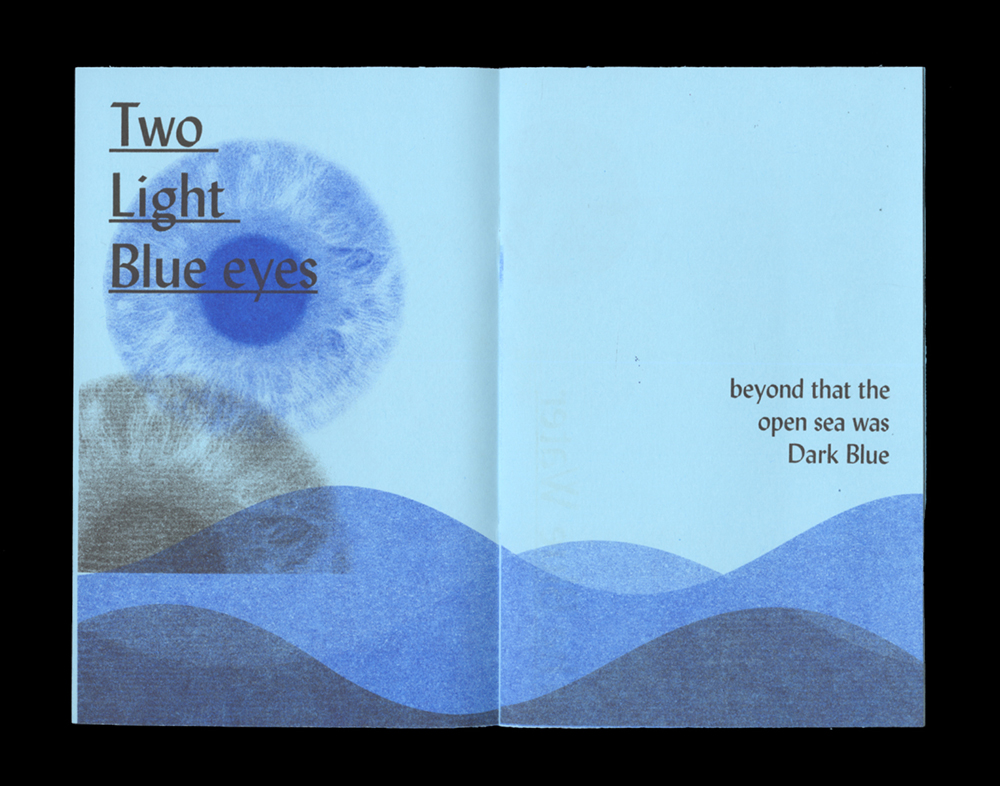 Two
Light
Blue eyes
beyond that the
open sea was
Dark Blue